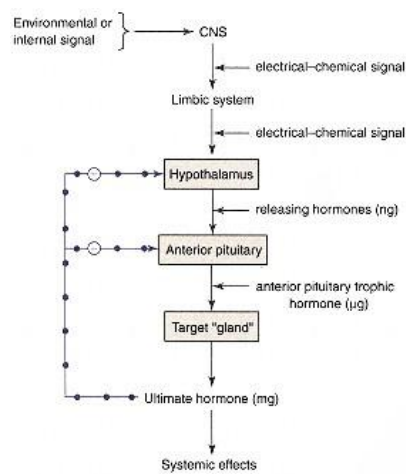 Environmental or
internal signal
CNS
electrical–chemical signal
Limbic system
electrical–chemical signal
Hypothalamus
releasing hormones (ng)
Anterior pituitary
anterior pituitary trophic
hormone (μg)
Target "gland"
Ultimate hormone (mg)
Systemic effects